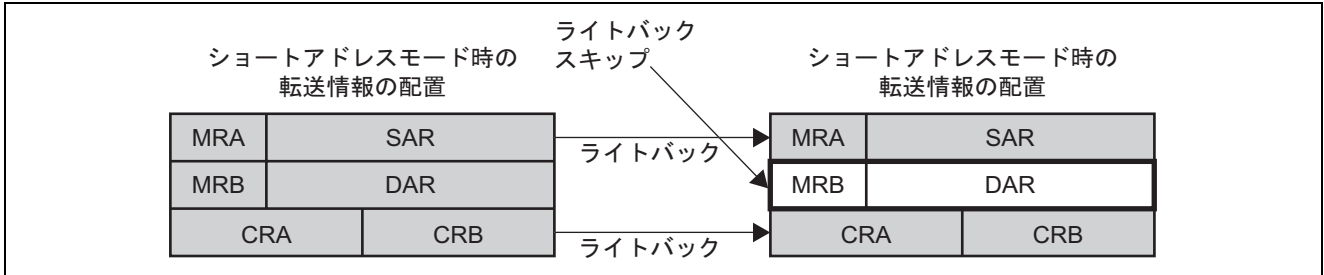 ライトバック
スキップ
ショートアドレスモード時の
転送情報の配置
ショートアドレスモード時の
転送情報の配置
MRA SAR
ライトバック
MRA SAR
MRB DAR
MRB DAR
CRA CRB
ライトバック
CRA CRB